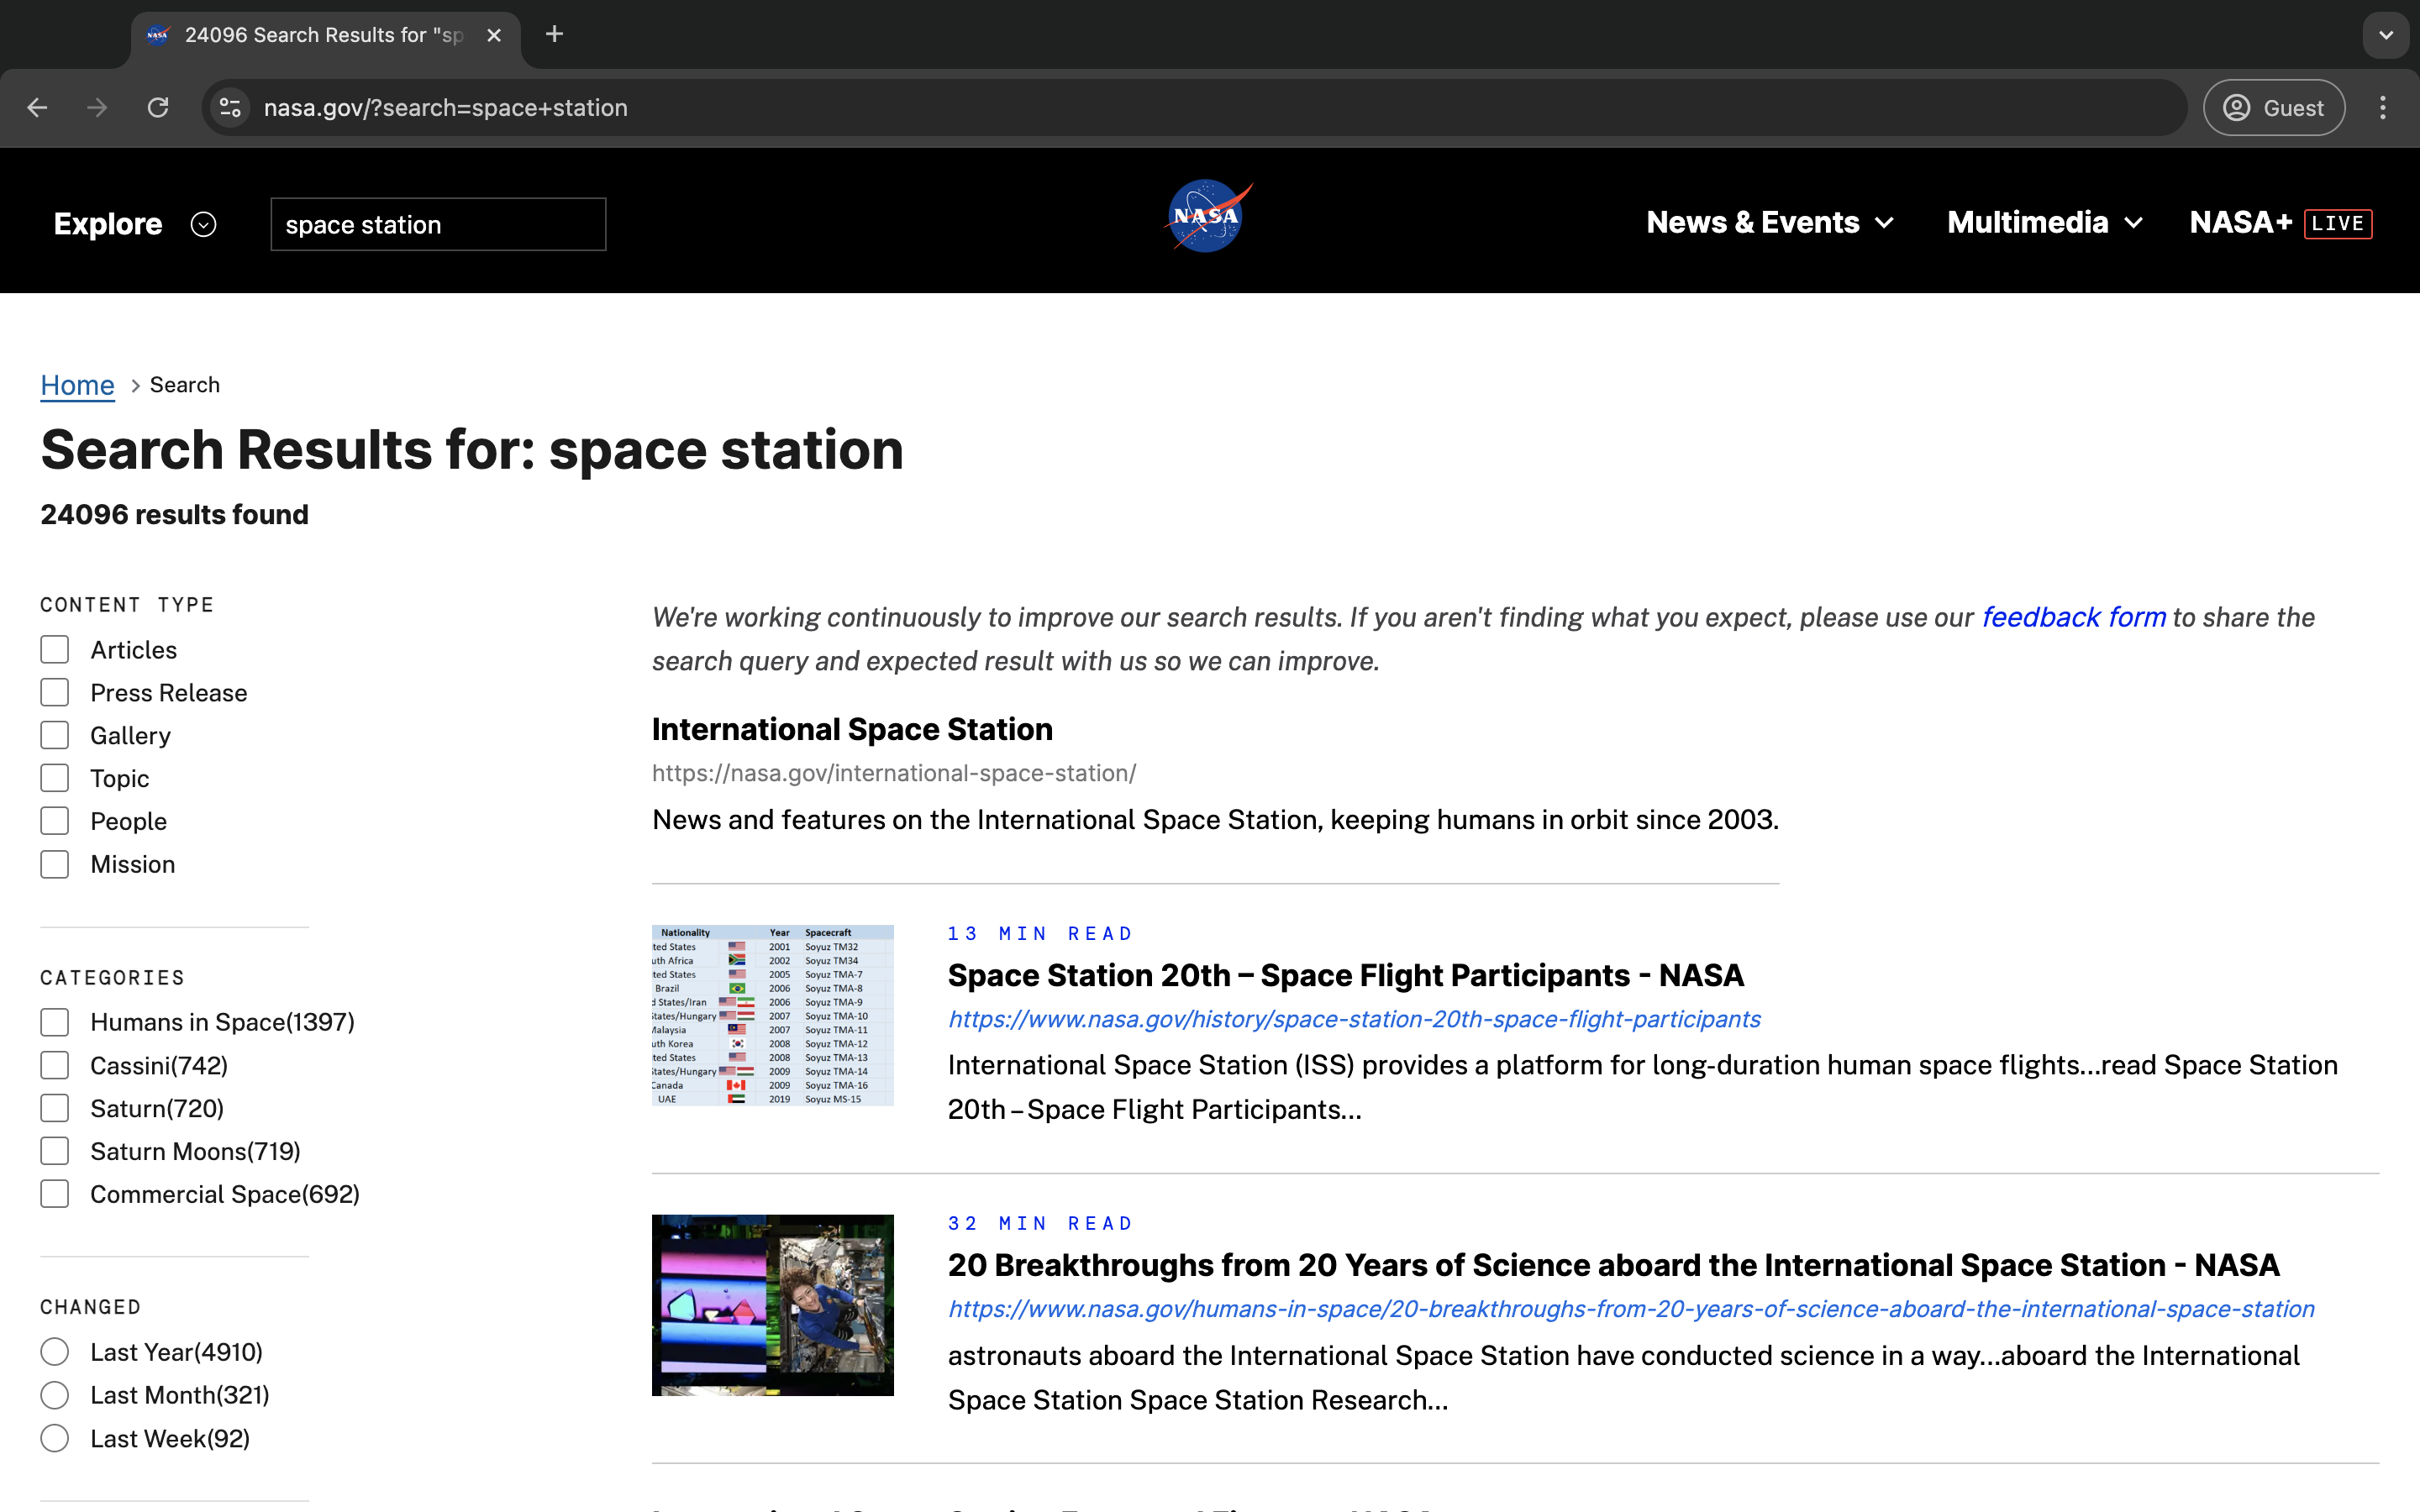 24096 Search Results for "sp
nasa.gov/?search=space+station
Guest
Explore
space station
NASA
News & Events
Multimedia
NASA+ LIVE
Home > Search
Search Results for: space station
24096 results found
CONTENT TYPE
Articles
Press Release
Gallery
Topic
People
Mission
CATEGORIES
Humans in Space(1397)
Cassini(742)
Saturn(720)
Saturn Moons(719)
Commercial Space(692)
CHANGED
Last Year(4910)
Last Month(321)
Last Week(92)
We're working continuously to improve our search results. If you aren't finding what you expect, please use our feedback form to share the
search query and expected result with us so we can improve.
International Space Station
https://nasa.gov/international-space-station/
News and features on the International Space Station, keeping humans in orbit since 2003.
Nationality Year Spacecraft
ted States 2001 Soyuz TM32
uth Africa 2002 Soyuz TM34
ted States 2005 Soyuz TMA-7
Brazil 2006 Soyuz TMA-8
d States/Iran 2006 Soyuz TMA-9
States/Hungary 2007 Soyuz TMA-10
Malaysia 2007 Soyuz TMA-11
uth Korea 2008 Soyuz TMA-12
ted States 2008 Soyuz TMA-13
States/Hungary 2009 Soyuz TMA-14
Canada 2009 Soyuz TMA-16
UAE 2019 Soyuz MS-15
13 MIN READ
Space Station 20th – Space Flight Participants - NASA
https://www.nasa.gov/history/space-station-20th-space-flight-participants
International Space Station (ISS) provides a platform for long-duration human space flights...read Space Station
20th – Space Flight Participants...
32 MIN READ
20 Breakthroughs from 20 Years of Science aboard the International Space Station - NASA
https://www.nasa.gov/humans-in-space/20-breakthroughs-from-20-years-of-science-aboard-the-international-space-station
astronauts aboard the International Space Station have conducted science in a way...aboard the International
Space Station Space Station Research...